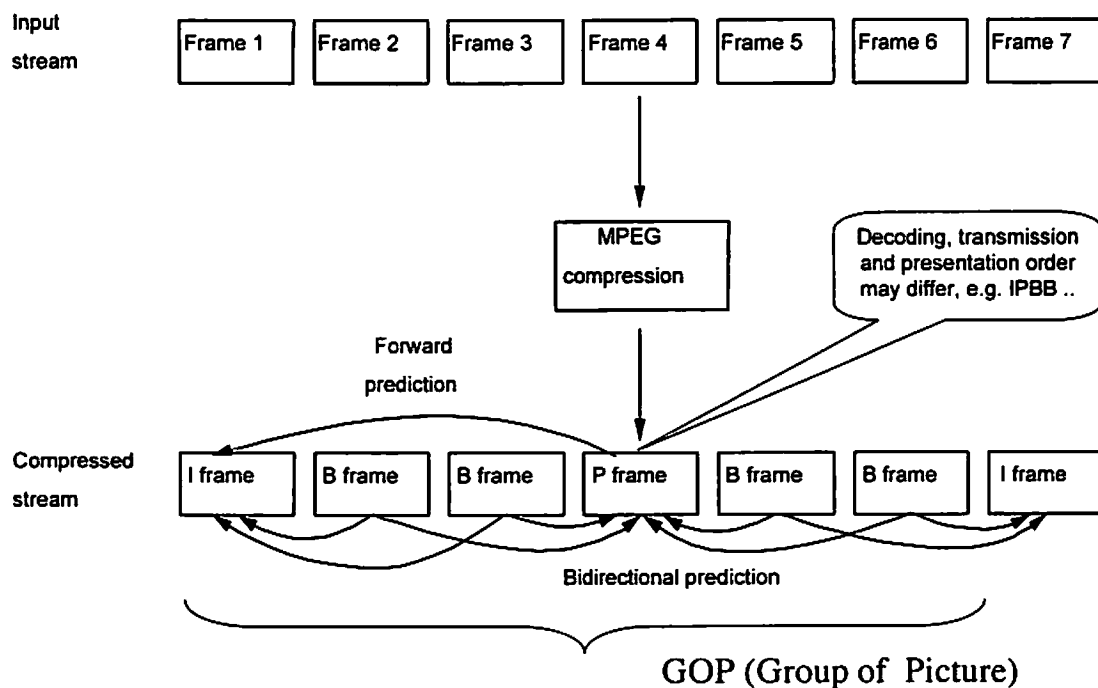 Input
stream
Frame 1
Frame 2
Frame 3
Frame 4
Frame 5
Frame 6
Frame 7
MPEG
compression
Decoding, transmission
and presentation order
may differ, e.g. IPBB ..
Forward
prediction
Compressed
stream
I frame
B frame
B frame
P frame
B frame
B frame
I frame
Bidirectional prediction
GOP (Group of Picture)